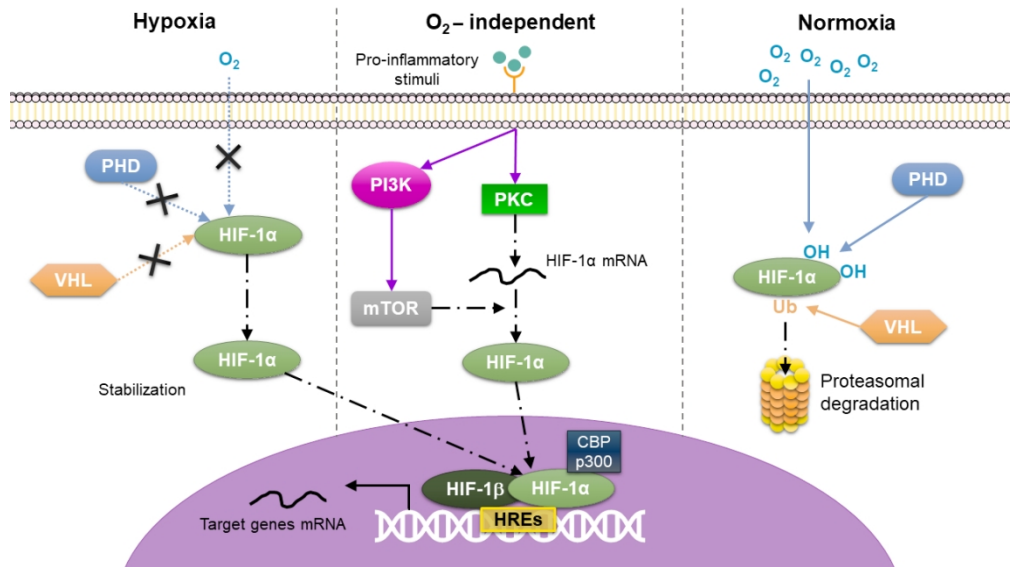 Hypoxia
O₂
PHD
HIF-1α
VHL
HIF-1α
Stabilization
O₂ – independent
Pro-inflammatory
stimuli
PI3K
PKC
HIF-1α mRNA
mTOR
HIF-1α
Normoxia
O₂ O₂ O₂ O₂ O₂
PHD
OH
HIF-1α OH
Ub
VHL
Proteasomal
degradation
CBP
p300
HIF-1β HIF-1α
HREs
Target genes mRNA